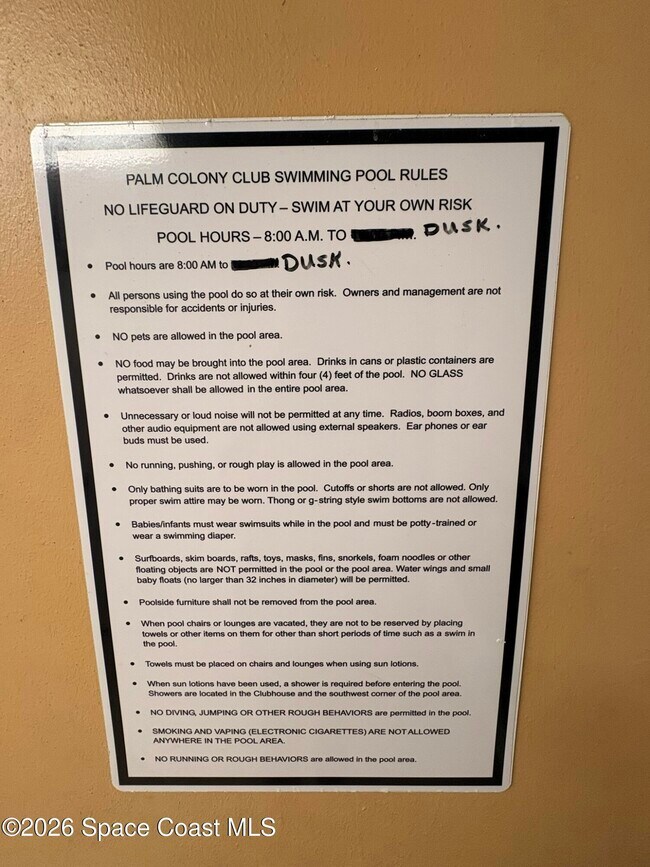 PALM COLONY CLUB SWIMMING POOL RULES
NO LIFEGUARD ON DUTY – SWIM AT YOUR OWN RISK
POOL HOURS – 8:00 A.M. TO DUSK.
• Pool hours are 8:00 AM to DUSK.
• All persons using the pool do so at their own risk. Owners and management are not
responsible for accidents or injuries.
• NO pets are allowed in the pool area.
• NO food may be brought into the pool area. Drinks in cans or plastic containers are
permitted. Drinks are not allowed within four (4) feet of the pool. NO GLASS
whatsoever shall be allowed in the entire pool area.
• Unnecessary or loud noise will not be permitted at any time. Radios, boom boxes, and
other audio equipment are not allowed using external speakers. Ear phones or ear
buds must be used.
• No running, pushing, or rough play is allowed in the pool area.
• Only bathing suits are to be worn in the pool. Cutoffs or shorts are not allowed. Only
proper swim attire may be worn. Thong or g-string style swim bottoms are not allowed.
• Babies/infants must wear swimsuits while in the pool and must be potty-trained or
wear a swimming diaper.
• Surfboards, skim boards, rafts, toys, masks, fins, snorkels, foam noodles or other
floating objects are NOT permitted in the pool or the pool area. Water wings and small
baby floats (no larger than 32 inches in diameter) will be permitted.
• Poolside furniture shall not be removed from the pool area.
• When pool chairs or lounges are vacated, they are not to be reserved by placing
towels or other items on them for other than short periods of time such as a swim in
the pool.
• Towels must be placed on chairs and lounges when using sun lotions.
• When sun lotions have been used, a shower is required before entering the pool.
Showers are located in the Clubhouse and the southwest corner of the pool area.
• NO DIVING, JUMPING OR OTHER ROUGH BEHAVIORS are permitted in the pool.
• SMOKING AND VAPING (ELECTRONIC CIGARETTES) ARE NOT ALLOWED
ANYWHERE IN THE POOL AREA.
• NO RUNNING OR ROUGH BEHAVIORS are allowed in the pool area.
©2026 Space Coast MLS